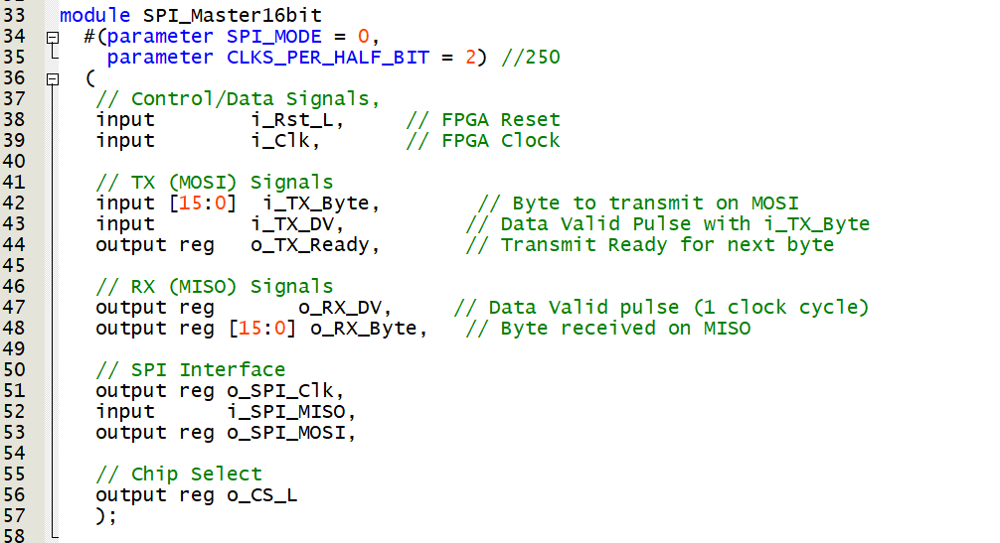 33 module SPI_Master16bit
34   #(parameter SPI_MODE = 0,
35     parameter CLKS_PER_HALF_BIT = 2) //250
36   (
37    // Control/Data Signals,
38    input        i_Rst_L,     // FPGA Reset
39    input        i_Clk,       // FPGA Clock
40
41    // TX (MOSI) Signals
42    input [15:0]  i_TX_Byte,        // Byte to transmit on MOSI
43    input        i_TX_DV,          // Data Valid Pulse with i_TX_Byte
44    output reg   o_TX_Ready,       // Transmit Ready for next byte
45
46    // RX (MISO) Signals
47    output reg       o_RX_DV,     // Data Valid pulse (1 clock cycle)
48    output reg [15:0] o_RX_Byte,   // Byte received on MISO
49
50    // SPI Interface
51    output reg o_SPI_Clk,
52    input      i_SPI_MISO,
53    output reg o_SPI_MOSI,
54
55    // Chip Select
56    output reg o_CS_L
57    );
58